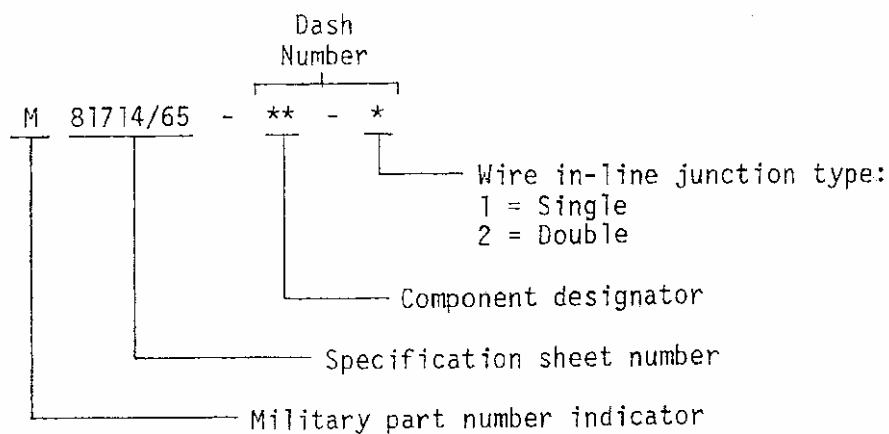 Dash
Number
M 81714/65 - ** - *
Wire in-line junction type:
1 = Single
2 = Double
Component designator
Specification sheet number
Military part number indicator